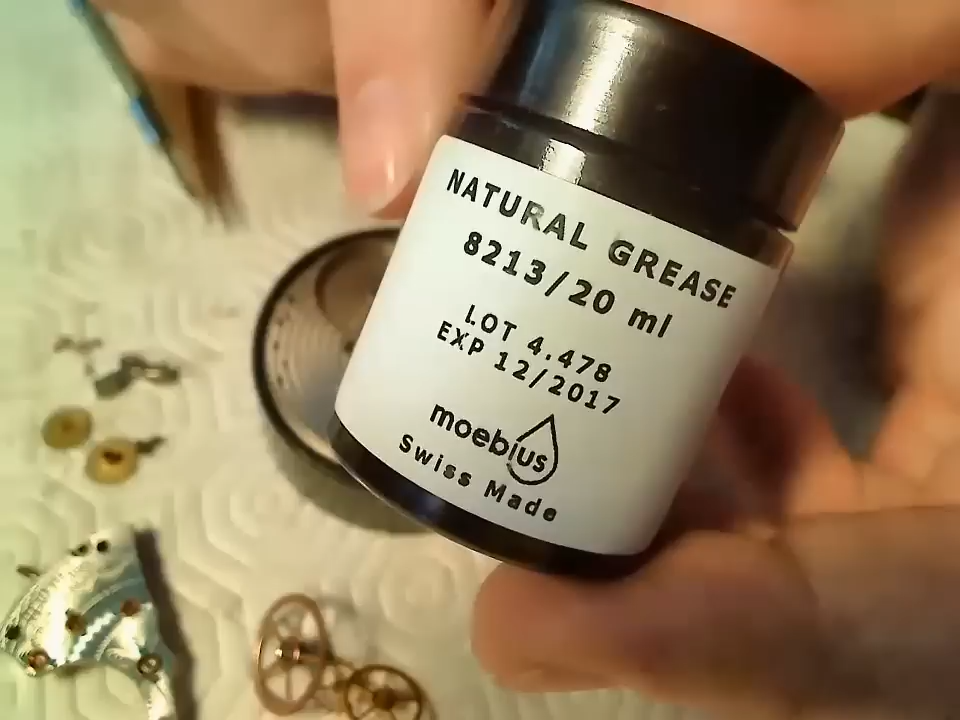 NATURAL GREASE
8213/20 ml
LOT 4.478
EXP 12/2017
moebius
Swiss Made